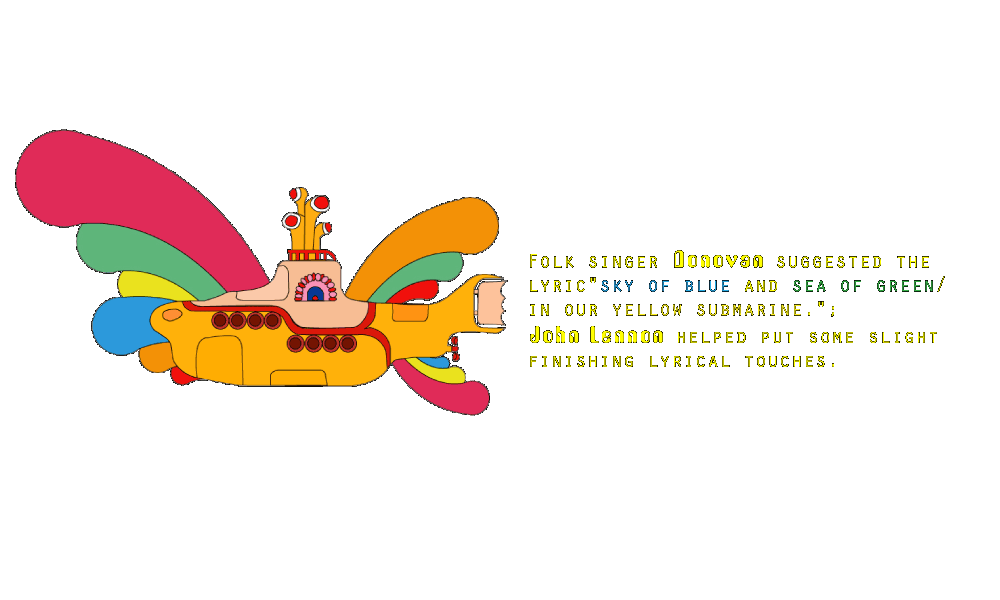 Folk singer Donovan suggested the
lyric"sky of blue and sea of green/
in our yellow submarine.";
John Lennon helped put some slight
finishing lyrical touches.